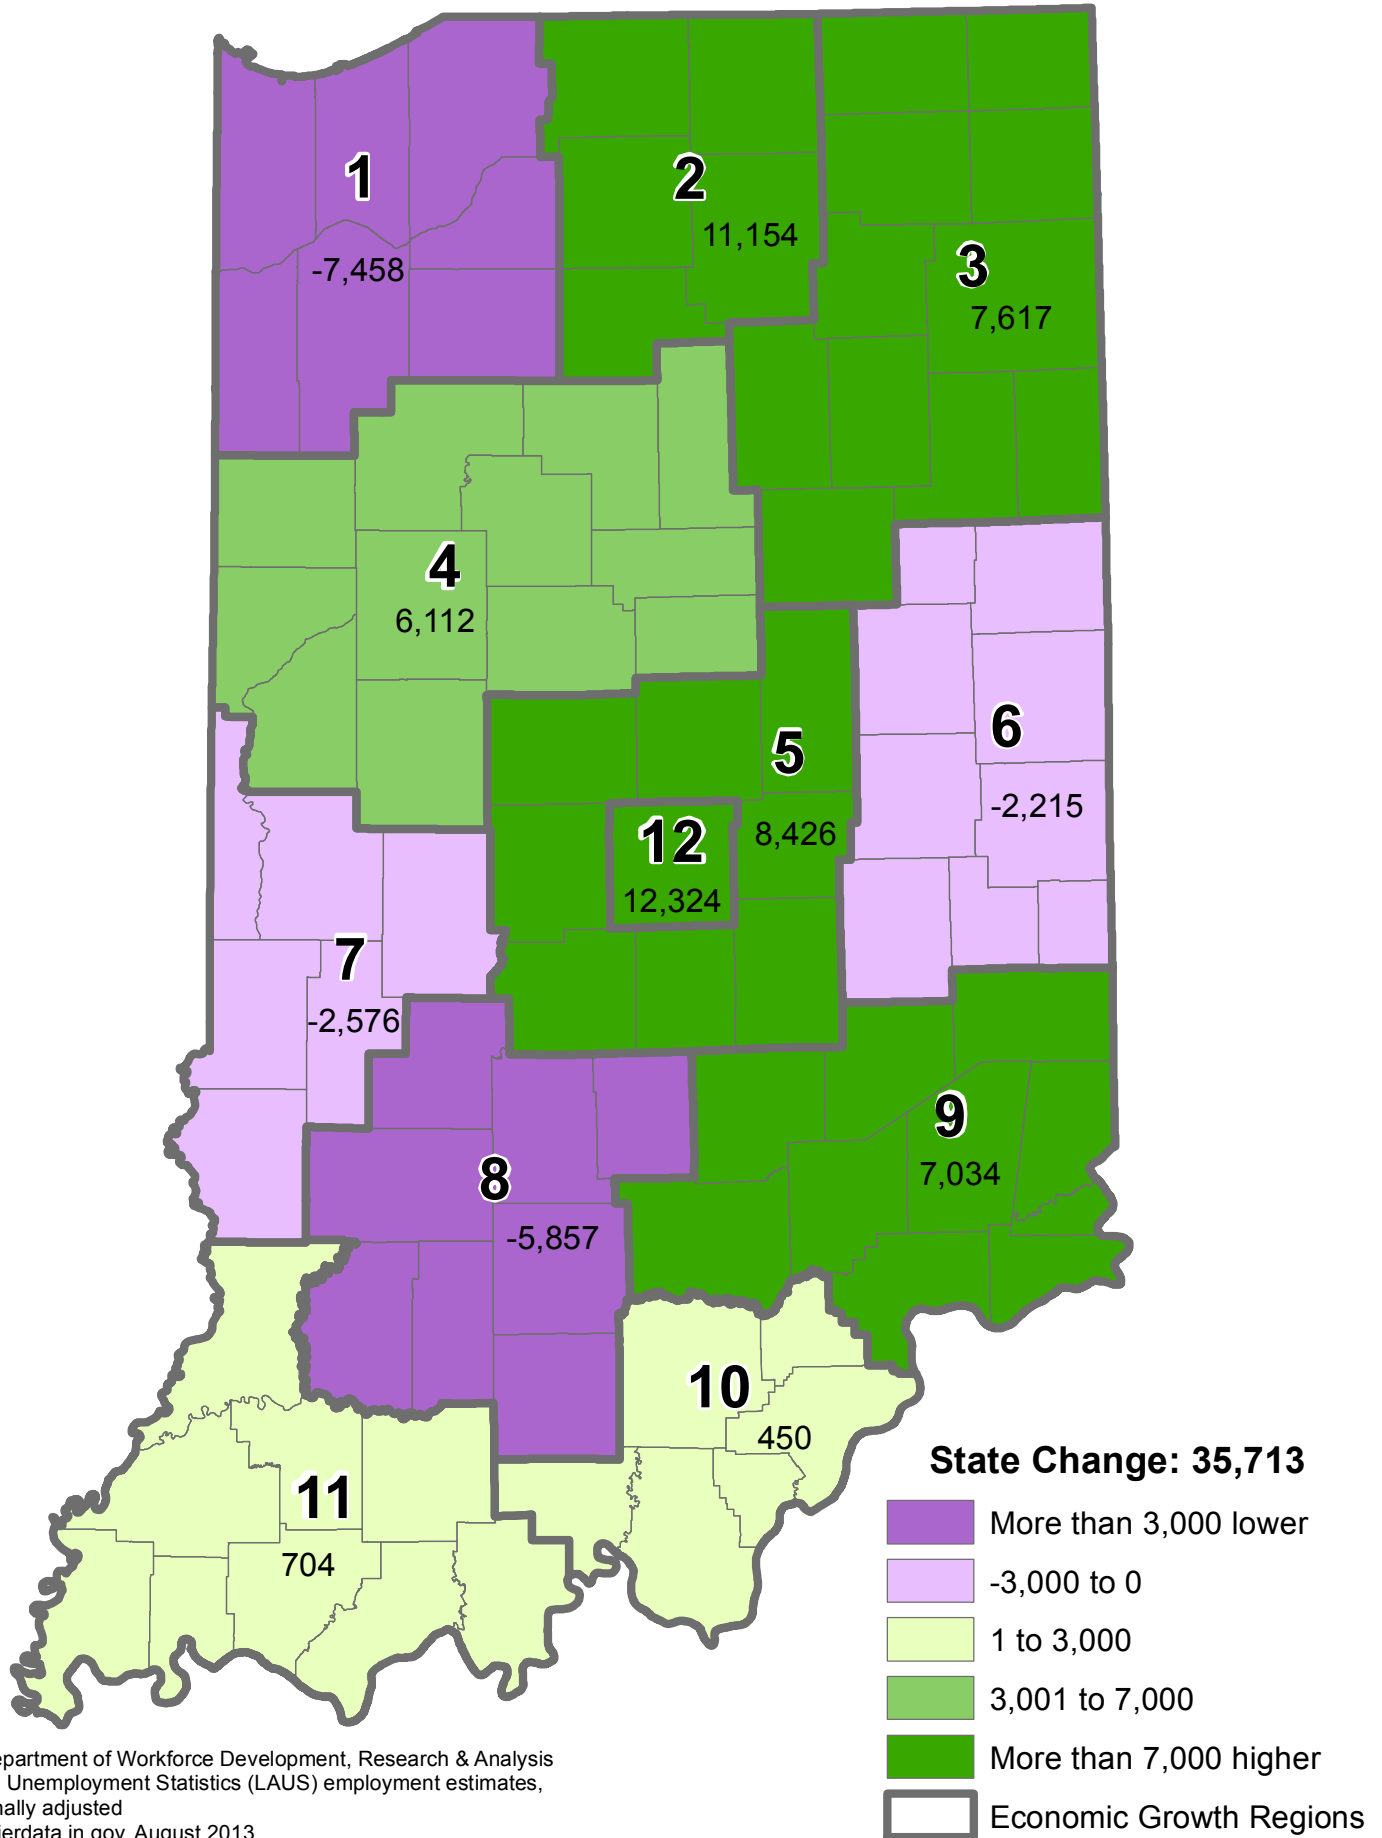 1
-7,458
2
11,154
3
7,617
4
6,112
5
8,426
6
-2,215
12
12,324
7
-2,576
8
-5,857
9
7,034
10
450
11
704
State Change: 35,713
More than 3,000 lower
-3,000 to 0
1 to 3,000
3,001 to 7,000
More than 7,000 higher
Economic Growth Regions
epartment of Workforce Development, Research & Analysis
Unemployment Statistics (LAUS) employment estimates,
nally adjusted
ierdata.in.gov, August 2013